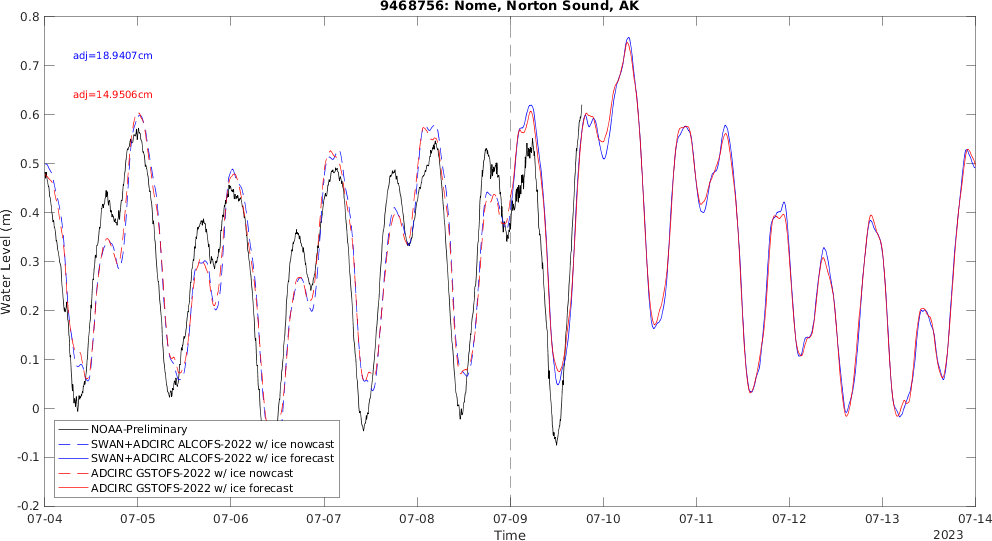 9468756: Nome, Norton Sound, AK
0.8
0.7
0.6
0.5
0.4
0.3
0.2
0.1
0
-0.1
-0.2
Water Level (m)
adj=18.9407cm
adj=14.9506cm
NOAA-Preliminary
SWAN+ADCIRC ALCOFS-2022 w/ ice nowcast
SWAN+ADCIRC ALCOFS-2022 w/ ice forecast
ADCIRC GSTOFS-2022 w/ ice nowcast
ADCIRC GSTOFS-2022 w/ ice forecast
07-04 07-05 07-06 07-07 07-08 07-09 07-10 07-11 07-12 07-13 07-14
Time
2023